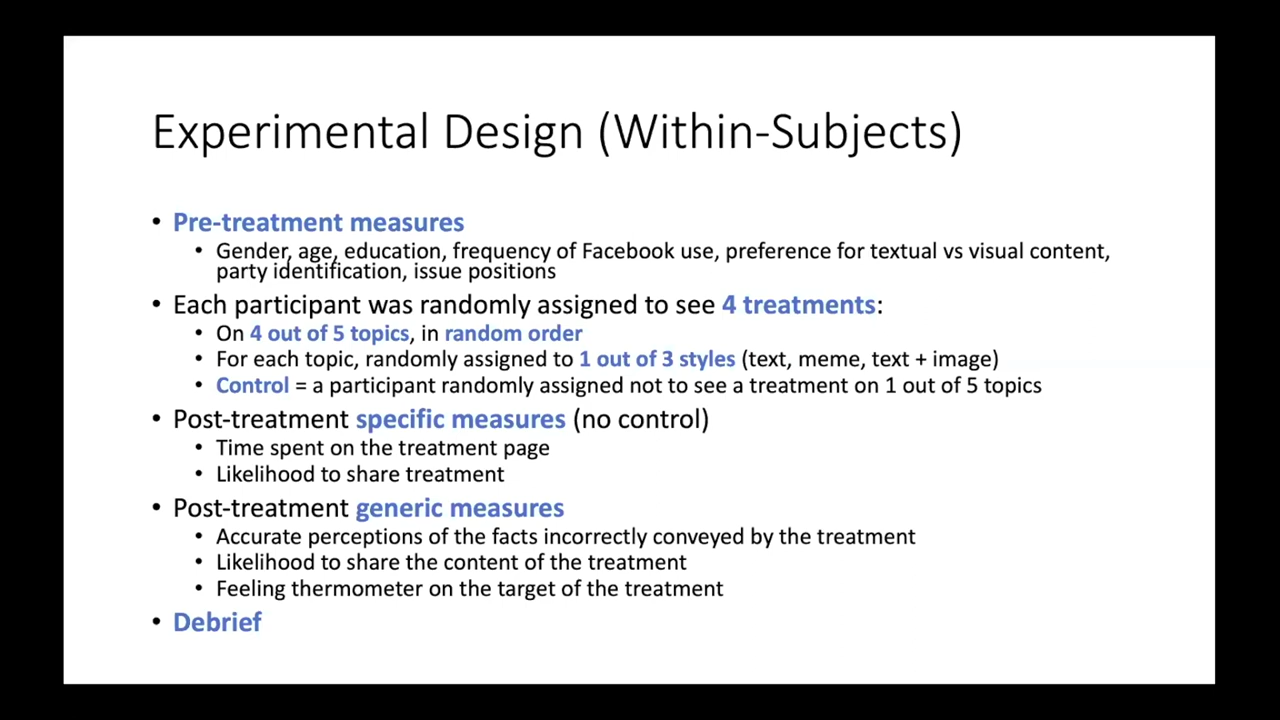 Experimental Design (Within-Subjects)
• Pre-treatment measures
• Gender, age, education, frequency of Facebook use, preference for textual vs visual content,
party identification, issue positions
• Each participant was randomly assigned to see 4 treatments:
• On 4 out of 5 topics, in random order
• For each topic, randomly assigned to 1 out of 3 styles (text, meme, text + image)
• Control = a participant randomly assigned not to see a treatment on 1 out of 5 topics
• Post-treatment specific measures (no control)
• Time spent on the treatment page
• Likelihood to share treatment
• Post-treatment generic measures
• Accurate perceptions of the facts incorrectly conveyed by the treatment
• Likelihood to share the content of the treatment
• Feeling thermometer on the target of the treatment
• Debrief